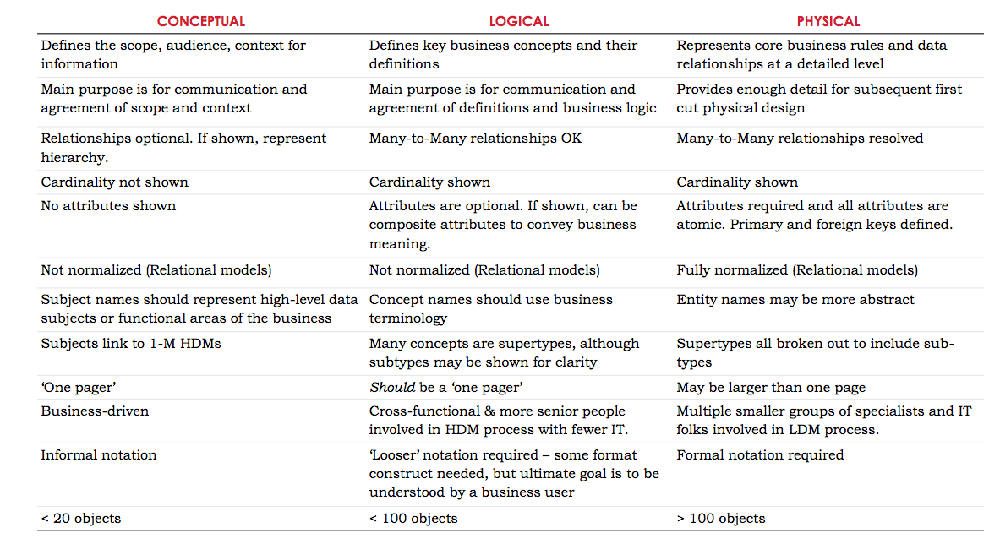 CONCEPTUAL LOGICAL PHYSICAL
Defines the scope, audience, context for
information
Defines key business concepts and their
definitions
Represents core business rules and data
relationships at a detailed level
Main purpose is for communication and
agreement of scope and context
Main purpose is for communication and
agreement of definitions and business logic
Provides enough detail for subsequent first
cut physical design
Relationships optional. If shown, represent
hierarchy.
Many-to-Many relationships OK
Many-to-Many relationships resolved
Cardinality not shown
Cardinality shown
Cardinality shown
No attributes shown
Attributes are optional. If shown, can be
composite attributes to convey business
meaning.
Attributes required and all attributes are
atomic. Primary and foreign keys defined.
Not normalized (Relational models)
Not normalized (Relational models)
Fully normalized (Relational models)
Subject names should represent high-level data
subjects or functional areas of the business
Concept names should use business
terminology
Entity names may be more abstract
Subjects link to 1-M HDMs
Many concepts are supertypes, although
subtypes may be shown for clarity
Supertypes all broken out to include sub-
types
‘One pager’
Should be a ‘one pager’
May be larger than one page
Business-driven
Cross-functional & more senior people
involved in HDM process with fewer IT.
Multiple smaller groups of specialists and IT
folks involved in LDM process.
Informal notation
‘Looser’ notation required – some format
construct needed, but ultimate goal is to be
understood by a business user
Formal notation required
< 20 objects
< 100 objects
> 100 objects